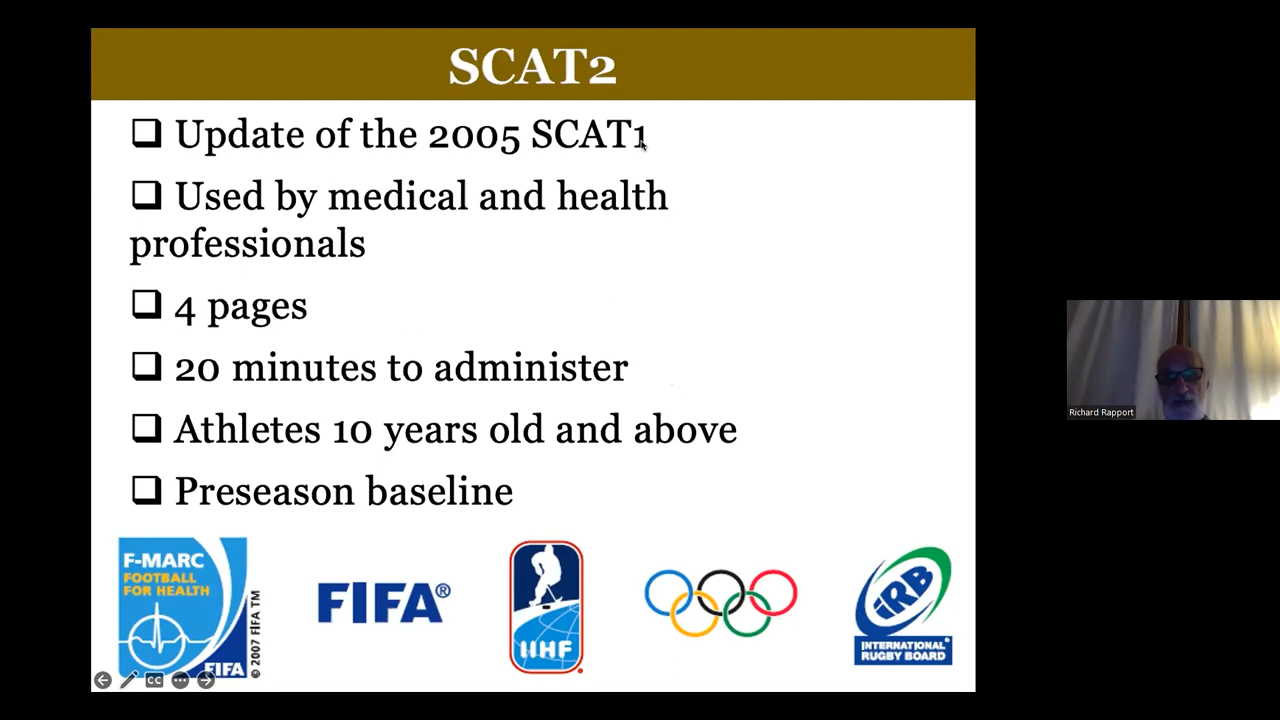 SCAT2
❑ Update of the 2005 SCAT1
❑ Used by medical and health
professionals
❑ 4 pages
❑ 20 minutes to administer
❑ Athletes 10 years old and above
❑ Preseason baseline
F-MARC
FOOTBALL
FOR HEALTH
FIFA
© 2007 FIFA TM
FIFA®
IIHF
iRB
INTERNATIONAL
RUGBY BOARD
CC
Richard Rapport